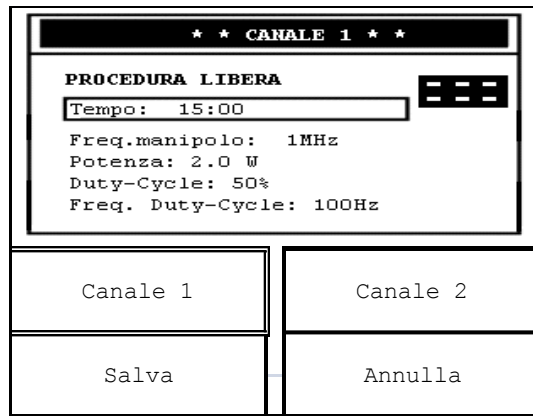 * * CANALE 1 * *
PROCEDURA LIBERA
Tempo: 15:00
Freq.manipolo: 1MHz
Potenza: 2.0 W
Duty-Cycle: 50%
Freq. Duty-Cycle: 100Hz
Canale 1
Canale 2
Salva
Annulla